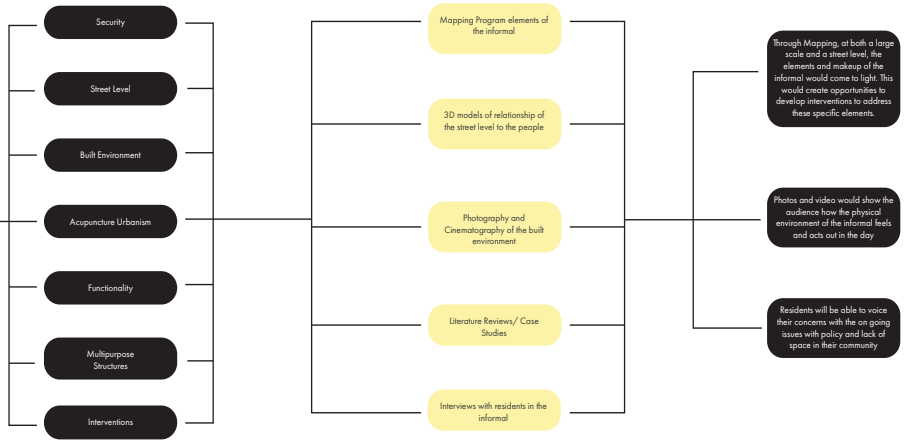 Security
Street Level
Built Environment
Acupuncture Urbanism
Functionality
Multipurpose
Structures
Interventions
Mapping Program elements of
the informal
3D models of relationship of
the street level to the people
Photography and
Cinematography of the built
environment
Literature Reviews/ Case
Studies
Interviews with residents in the
informal
Through Mapping, at both a large
scale and a street level, the
elements and makeup of the
informal would come to light. This
would create opportunities to
develop interventions to address
these specific elements.
Photos and video would show the
audience how the physical
environment of the informal feels
and acts out in the day
Residents will be able to voice
their concerns with the on going
issues with policy and lack of
space in their community